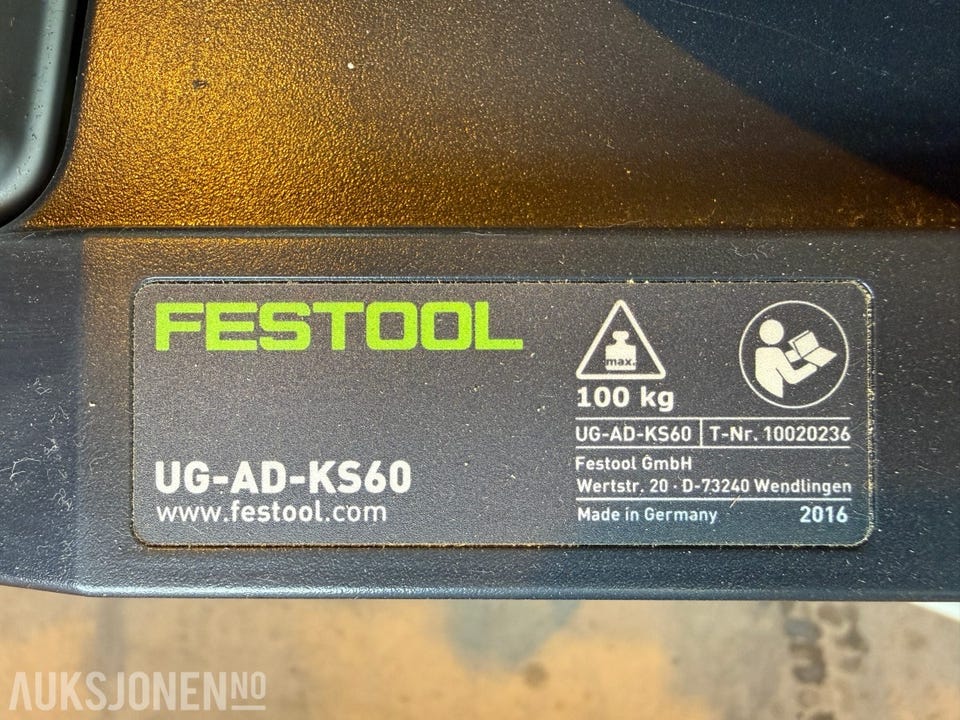 FESTOOL
max.
100 kg
UG-AD-KS60 T-Nr. 10020236
Festool GmbH
Wertstr. 20 · D-73240 Wendlingen
Made in Germany 2016
UG-AD-KS60
www.festool.com
AUKSJONEN NO